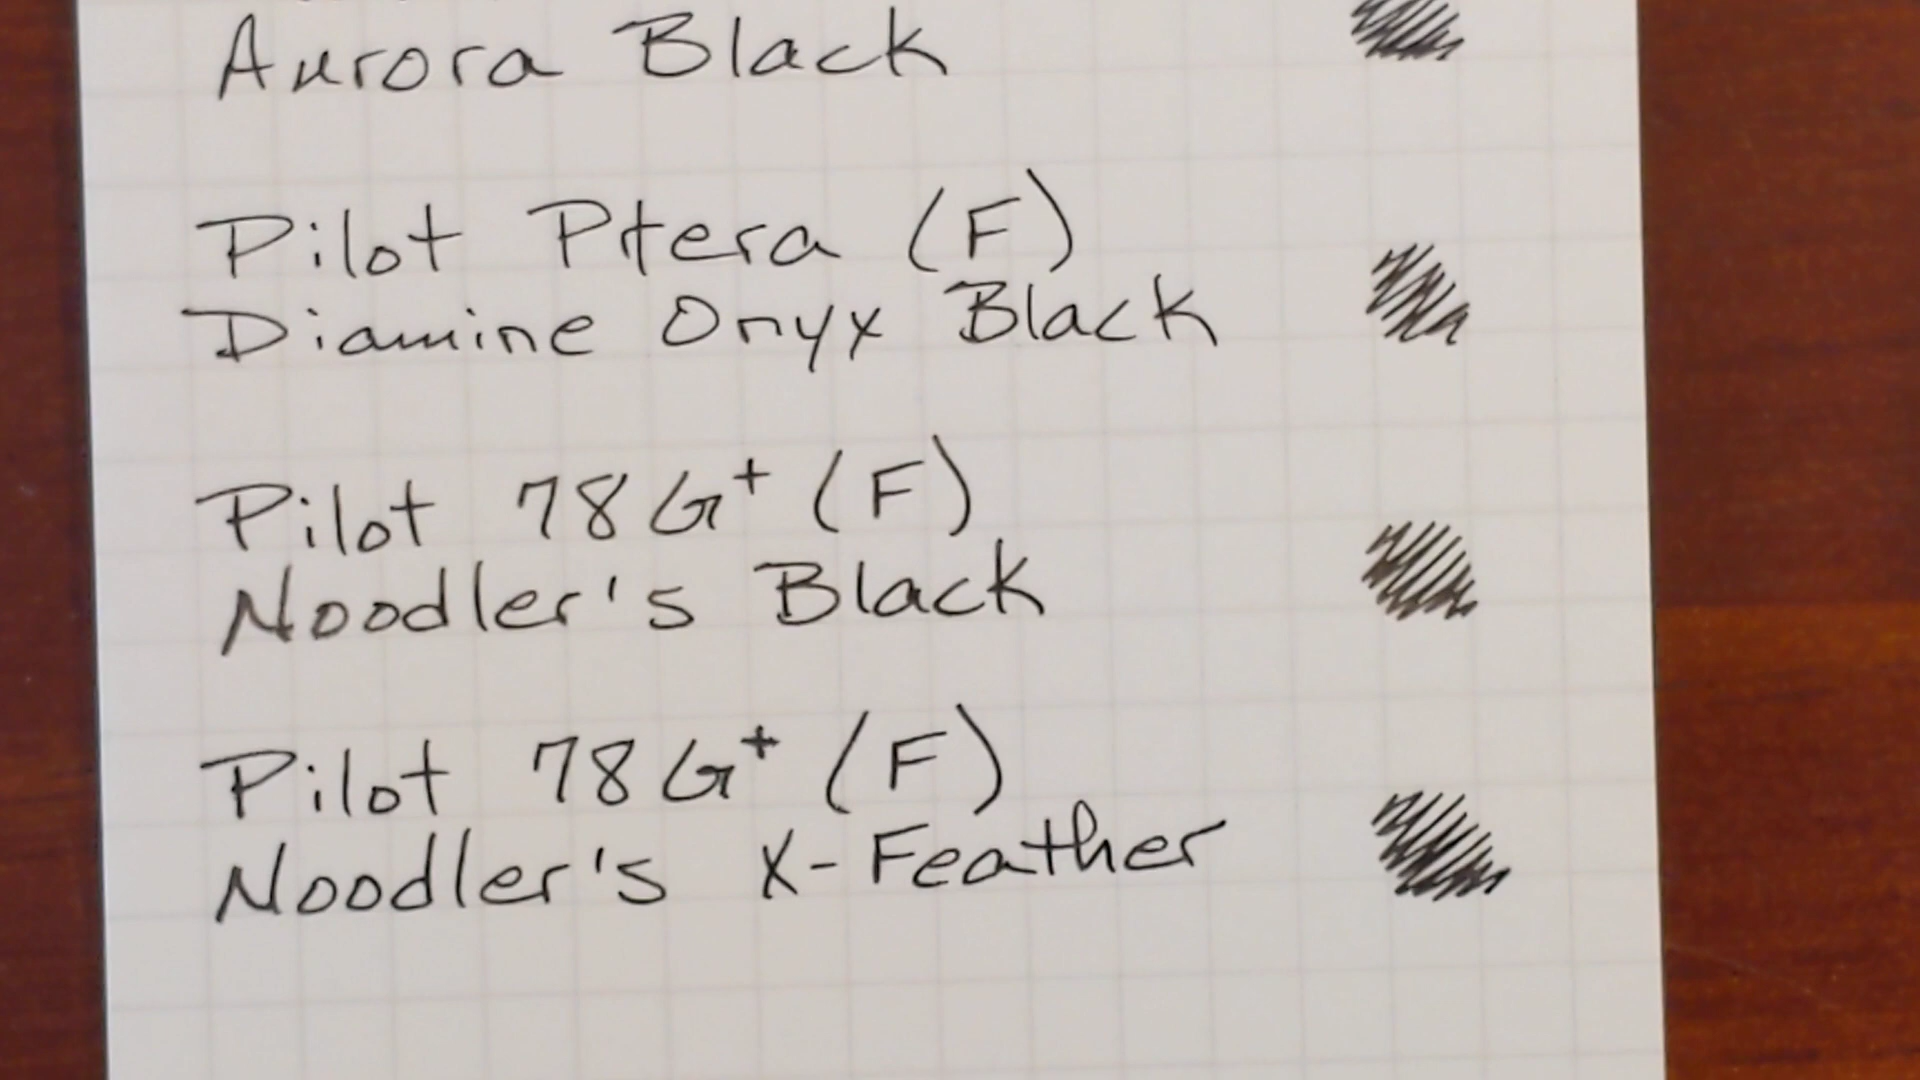 Aurora Black
Pilot Ptera (F)
Diamine Onyx Black
Pilot 78G+ (F)
Noodler's Black
Pilot 78G+ (F)
Noodler's X-Feather